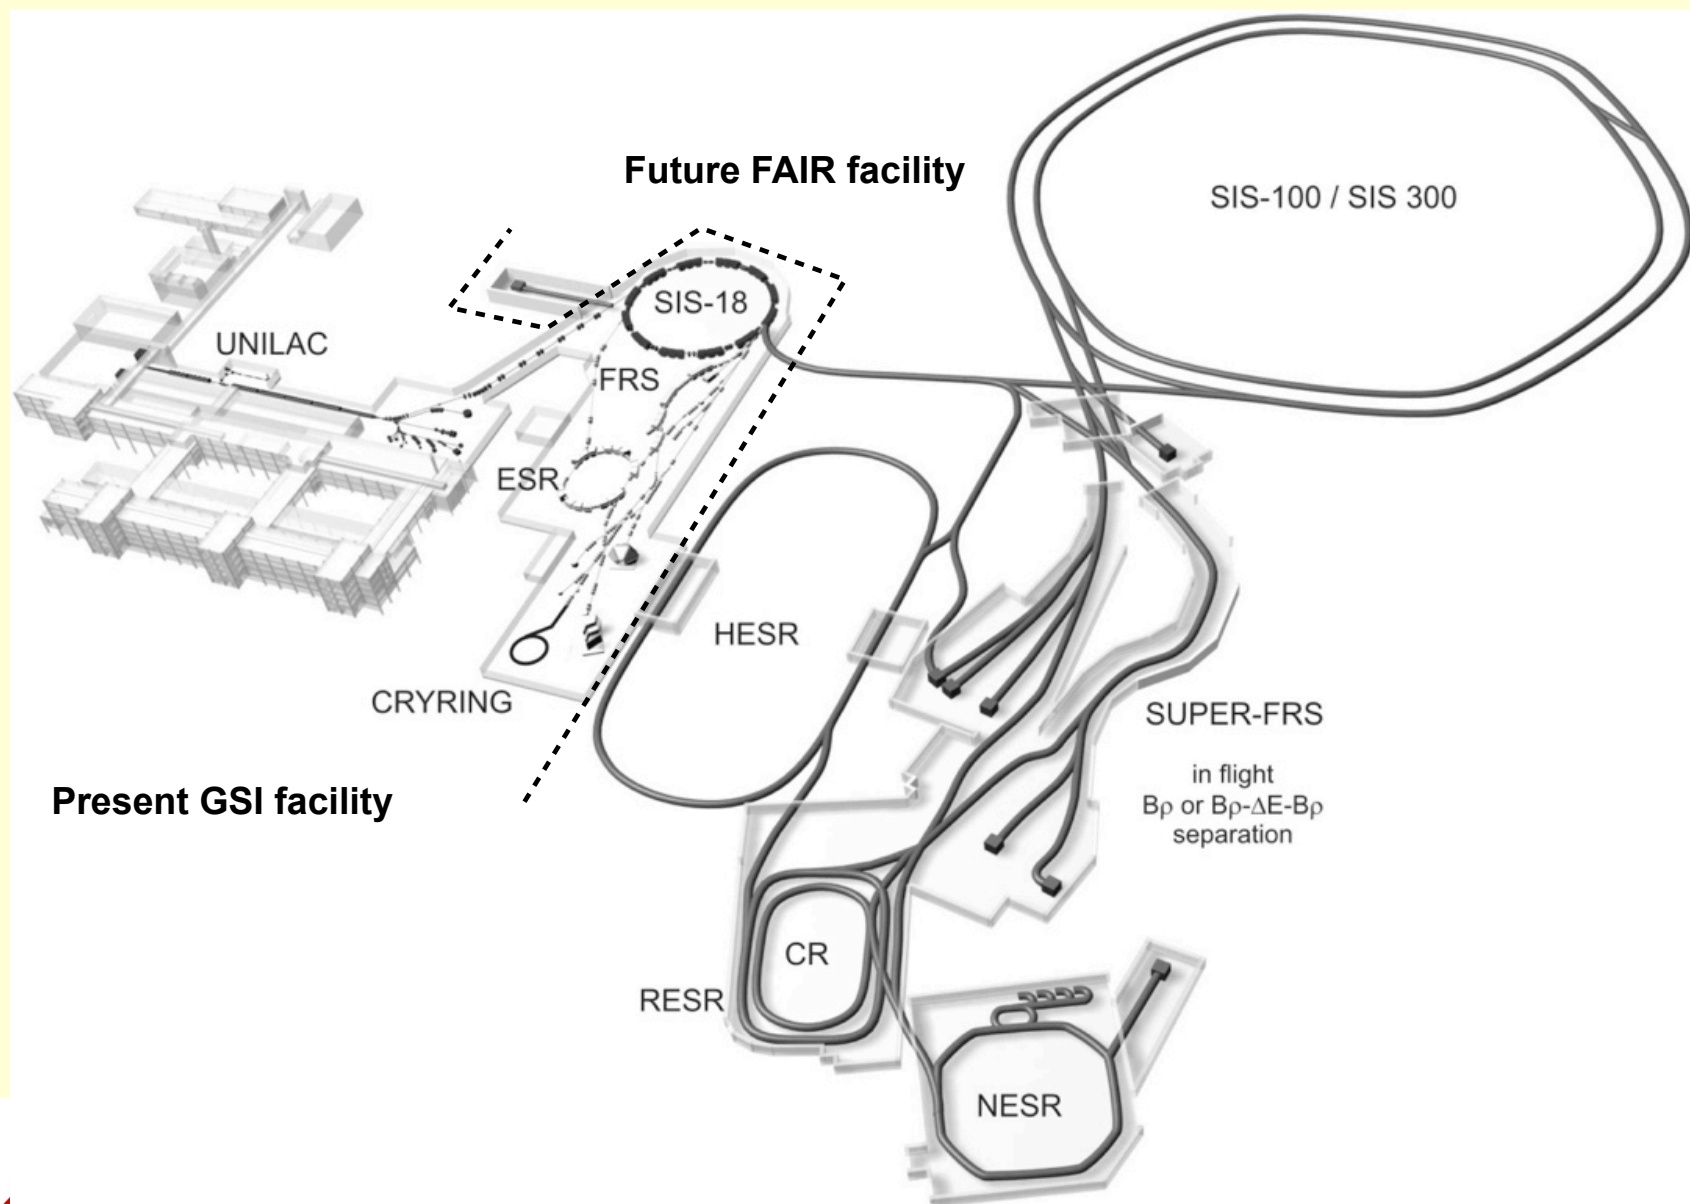 Future FAIR facility
SIS-100 / SIS 300
SIS-18
UNILAC
FRS
ESR
HESR
CRYRING
SUPER-FRS
in flight
Bρ or Bρ-ΔE-Bρ
separation
Present GSI facility
CR
RESR
NESR